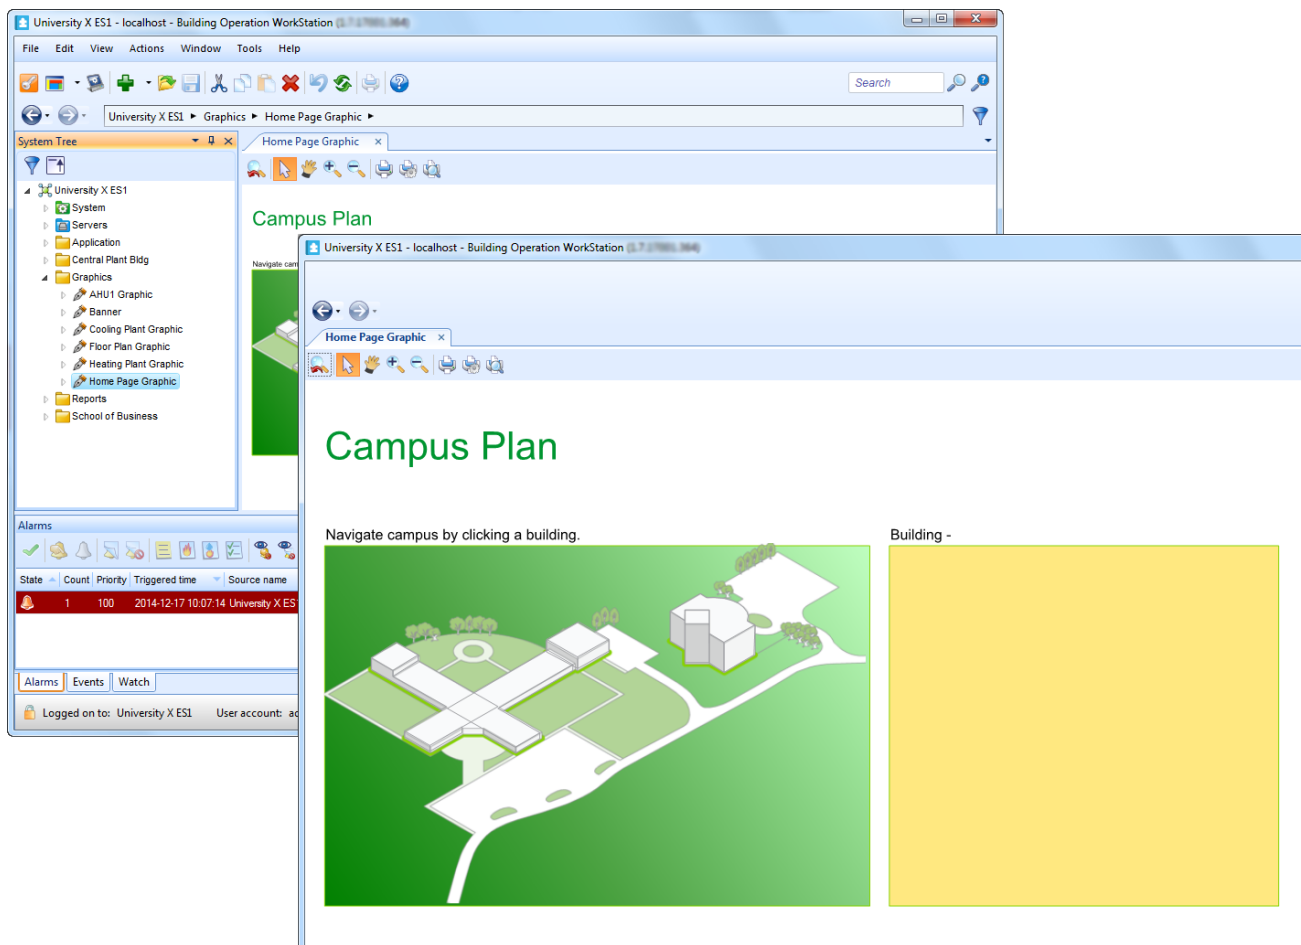 University X ES1 - localhost - Building Operation WorkStation
File Edit View Actions Window Tools Help
Search
University X ES1 Graphics Home Page Graphic
System Tree
Home Page Graphic
University X ES1
System
Servers
Application
Central Plant Bldg
Graphics
AHU1 Graphic
Banner
Cooling Plant Graphic
Floor Plan Graphic
Heating Plant Graphic
Home Page Graphic
Reports
School of Business
Campus Plan
Navigate cam
Alarms
State Count Priority Triggered time Source name
1 100 2014-12-17 10:07:14 University X ES
Alarms Events Watch
Logged on to: University X ES1 User account: ad
University X ES1 - localhost - Building Operation WorkStation
Home Page Graphic
Campus Plan
Navigate campus by clicking a building.
Building -